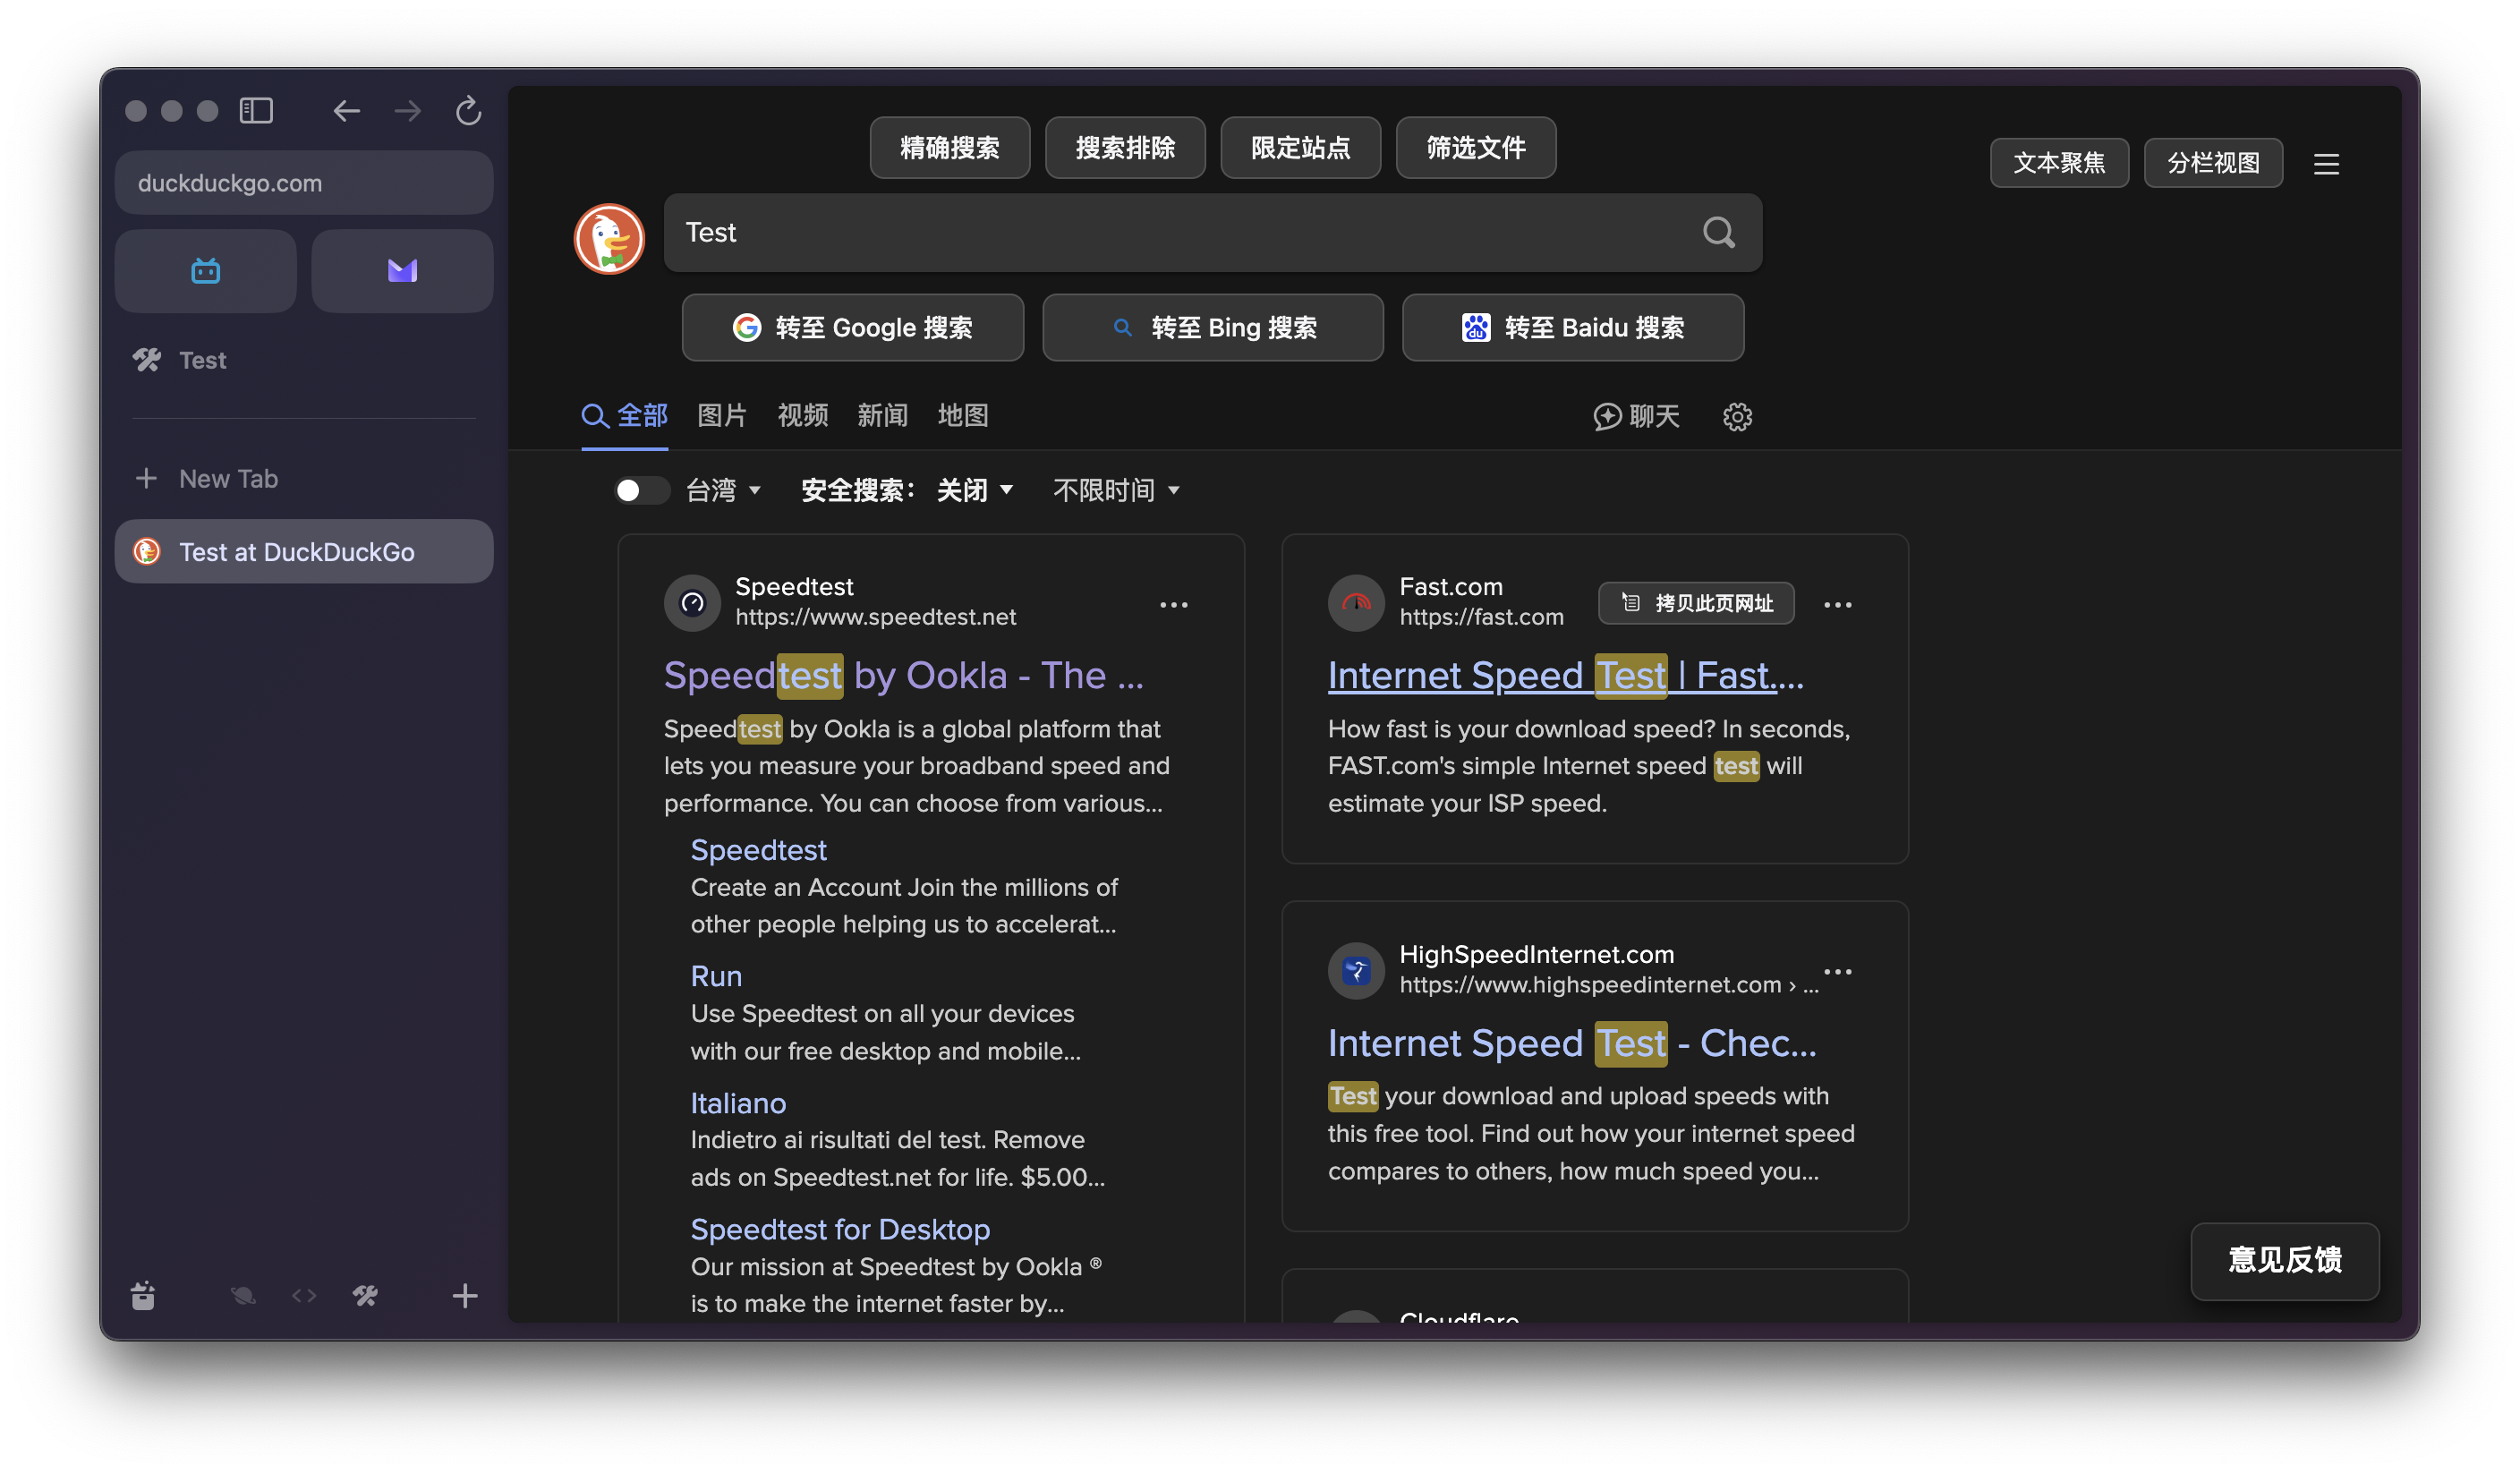 duckduckgo.com
Test
New Tab
Test at DuckDuckGo
精确搜索
搜索排除
限定站点
筛选文件
文本聚焦
分栏视图
Test
转至 Google 搜索
转至 Bing 搜索
du
转至 Baidu 搜索
全部
图片
视频
新闻
地图
聊天
台湾
安全搜索： 关闭
不限时间
Speedtest
https://www.speedtest.net
Speedtest by Ookla - The ...
Speedtest by Ookla is a global platform that
lets you measure your broadband speed and
performance. You can choose from various...
Speedtest
Create an Account Join the millions of
other people helping us to accelerat...
Run
Use Speedtest on all your devices
with our free desktop and mobile...
Italiano
Indietro ai risultati del test. Remove
ads on Speedtest.net for life. $5.00...
Speedtest for Desktop
Our mission at Speedtest by Ookla ®
is to make the internet faster by...
Fast.com
https://fast.com
拷贝此页网址
Internet Speed Test | Fast....
How fast is your download speed? In seconds,
FAST.com's simple Internet speed test will
estimate your ISP speed.
HighSpeedInternet.com
https://www.highspeedinternet.com › ...
Internet Speed Test - Chec...
Test your download and upload speeds with
this free tool. Find out how your internet speed
compares to others, how much speed you...
Cloudflare
意见反馈